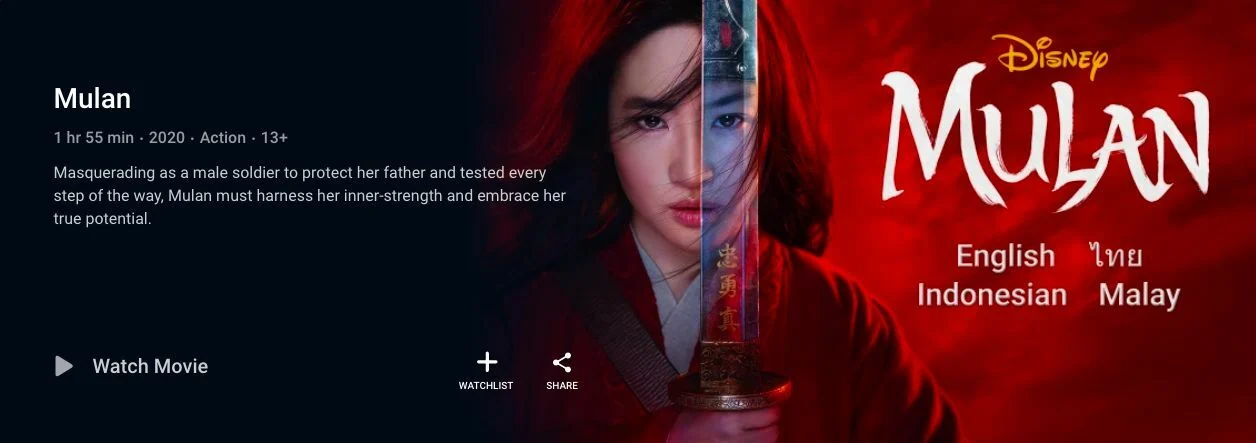 Mulan
1 hr 55 min · 2020 · Action · 13+
Masquerading as a male soldier to protect her father and tested every
step of the way, Mulan must harness her inner-strength and embrace her
true potential.
Watch Movie
WATCHLIST
SHARE
忠
勇
真
Disney
MULAN
English ไทย
Indonesian Malay